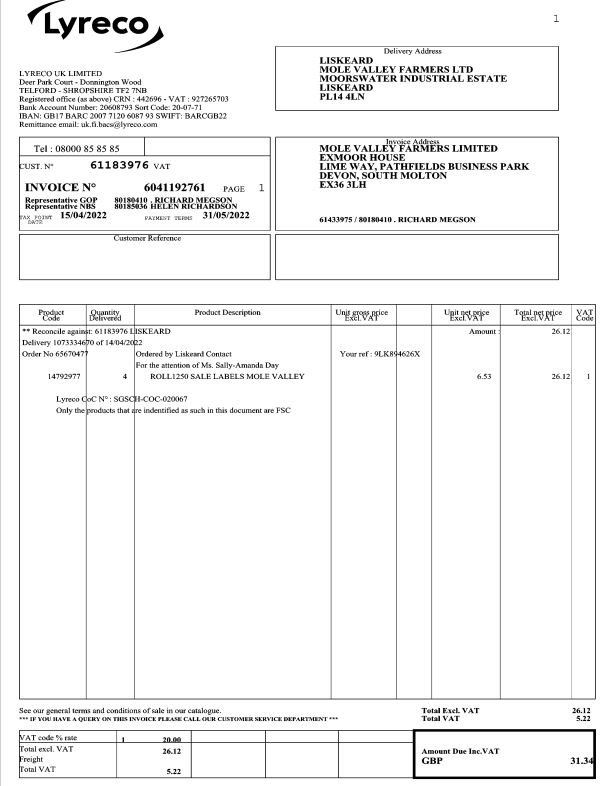 1
Lyreco
LYRECO UK LIMITED
Deer Park Court - Donnington Wood
TELFORD - SHROPSHIRE TF2 7NB
Registered office (as above) CRN : 442696 - VAT : 927265703
Bank Account Number: 20608793 Sort Code: 20-07-71
IBAN: GB17 BARC 2007 7120 6087 93 SWIFT: BARCGB22
Remittance email: uk.fi.bacs@lyreco.com
Delivery Address
LISKEARD
MOLE VALLEY FARMERS LTD
MOORSWATER INDUSTRIAL ESTATE
LISKEARD
PL14 4LN
Tel : 08000 85 85 85
CUST. N° 61183976 VAT
INVOICE N° 6041192761 PAGE 1
Representative GOP 80180410 . RICHARD MEGSON
Representative NBS 80185036 HELEN RICHARDSON
TAX POINT DATE 15/04/2022 PAYMENT TERMS 31/05/2022
Invoice Address
MOLE VALLEY FARMERS LIMITED
EXMOOR HOUSE
LIME WAY, PATHFIELDS BUSINESS PARK
DEVON, SOUTH MOLTON
EX36 3LH
61433975 / 80180410 . RICHARD MEGSON
Customer Reference
Product Code Quantity Delivered Product Description Unit gross price Excl.VAT Unit net price Excl.VAT Total net price Excl.VAT VAT Code
** Reconcile against: 61183976 LISKEARD Amount : 26.12
Delivery 1073334670 of 14/04/2022
Order No 65670477 Ordered by Liskeard Contact Your ref : 9LK894626X
For the attention of Ms. Sally-Amanda Day
14792977 4 ROLL1250 SALE LABELS MOLE VALLEY 6.53 26.12 1
Lyreco CoC N° : SGSCH-COC-020067
Only the products that are indentified as such in this document are FSC
See our general terms and conditions of sale in our catalogue. Total Excl. VAT 26.12
*** IF YOU HAVE A QUERY ON THIS INVOICE PLEASE CALL OUR CUSTOMER SERVICE DEPARTMENT *** Total VAT 5.22
VAT code % rate 1 20.00
Total excl. VAT 26.12
Freight
Total VAT 5.22
Amount Due Inc.VAT
GBP 31.34